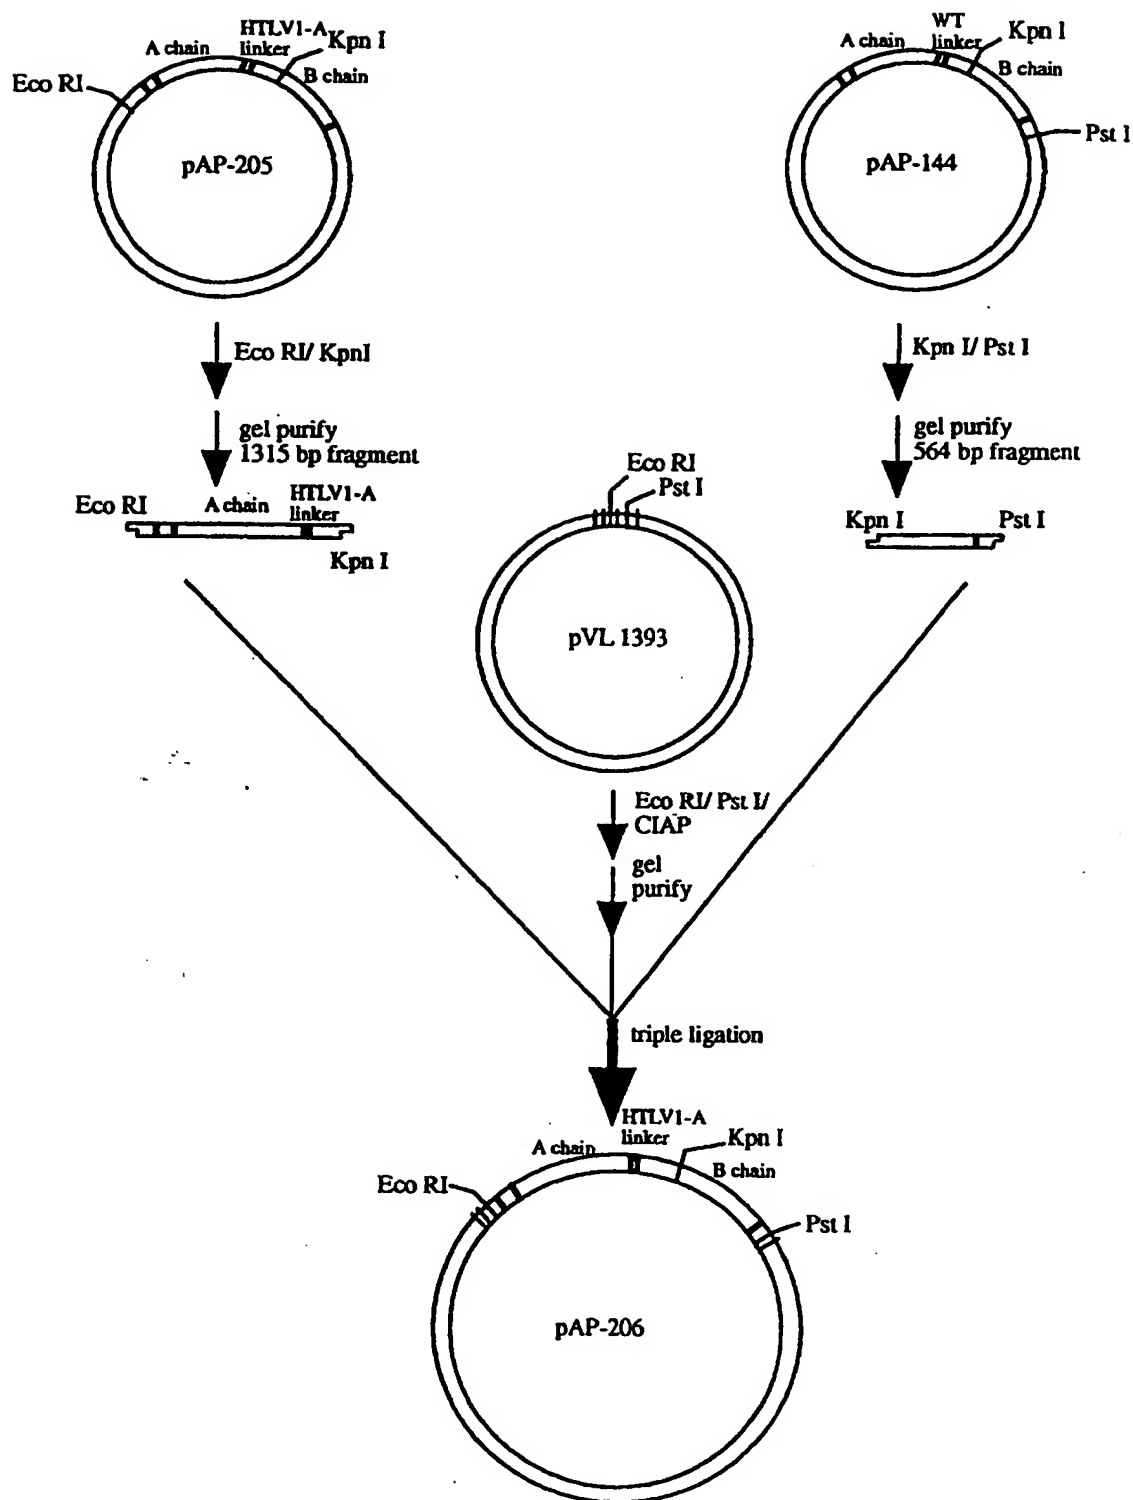 HTLV1-A
A chain
linker
Kpn I
Eco RI
B chain
pAP-205
WT
A chain
linker
Kpn I
B chain
Pst I
pAP-144
Eco RI/ KpnI
gel purify
1315 bp fragment
Kpn I/ Pst I
gel purify
564 bp fragment
Eco RI
A chain
HTLV1-A
linker
Kpn I
Eco RI
Pst I
Kpn I
Pst I
pVL 1393
Eco RI/ Pst I/
CIAP
gel
purify
triple ligation
HTLV1-A
linker
A chain
Kpn I
B chain
Eco RI
Pst I
pAP-206